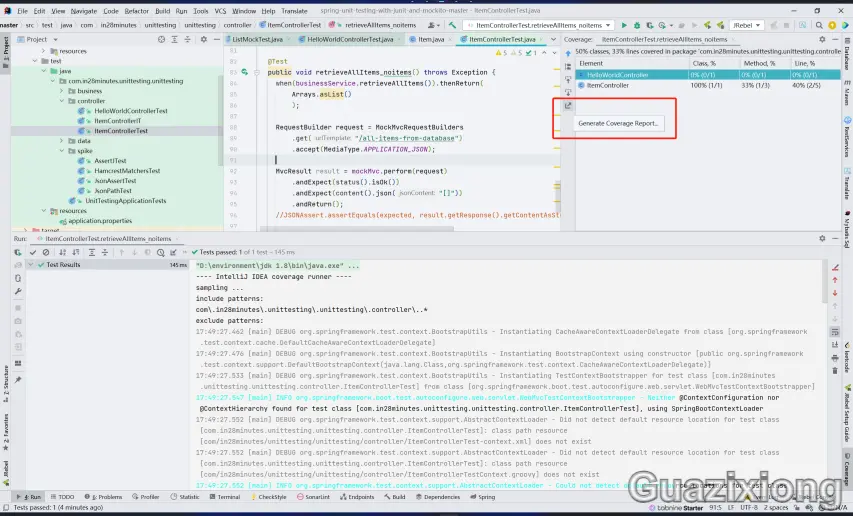 File Edit View Navigate Code Refactor Build Run Tools VCS Window Help Translate spring-unit-testing-with-junit-and-mockito-master
master src test java com in28minutes unittesting unittesting controller ItemControllerTest retrieveAllItems_noitems ItemControllerTest.retrieveAllItems_noitems JRebel
Project
ListMockTest.java HelloWorldControllerTest.java Item.java ItemControllerTest.java
Coverage: ItemControllerTest.retrieveAllItems_noitems
resources
test
java
com.in28minutes.unittesting.unittesting
business
controller
HelloWorldControllerTest
ItemControllerIT
ItemControllerTest
data
spike
AssertJTest
HamcrestMatchersTest
JsonAssertTest
JsonPathTest
UnitTestingApplicationTests
resources
application.properties
target
@Test
public void retrieveAllItems_noitems() throws Exception {
when(businessService.retrieveAllItems()).thenReturn(
Arrays.asList()
);
RequestBuilder request = MockMvcRequestBuilders
.get( urlTemplate: "/all-items-from-database")
.accept(MediaType.APPLICATION_JSON);
MvcResult result = mockMvc.perform(request)
.andExpect(status().isOk())
.andExpect(content().json( jsonContent: "[]"))
.andReturn();
//JSONAssert.assertEquals(expected, result.getResponse().getContentAsSt
50% classes, 33% lines covered in package 'com.in28minutes.unittesting.unittesting.controlle
Element Class, % Method, % Line, %
HelloWorldController 0% (0/1) 0% (0/1) 0% (0/1)
ItemController 100% (1/1) 33% (1/3) 40% (2/5)
Generate Coverage Report...
Run: ItemControllerTest.retrieveAllItems_noitems
Tests passed: 1 of 1 test – 145 ms
Test Results 145 ms
"D:\environment\jdk 1.8\bin\java.exe" ...
---- IntelliJ IDEA coverage runner ----
sampling ...
include patterns:
com\.in28minutes\.unittesting\.unittesting\.controller\..*
exclude patterns:
17:49:27.462 [main] DEBUG org.springframework.test.context.BootstrapUtils - Instantiating CacheAwareContextLoaderDelegate from class [org.springframework
.test.context.cache.DefaultCacheAwareContextLoaderDelegate]
17:49:27.476 [main] DEBUG org.springframework.test.context.BootstrapUtils - Instantiating BootstrapContext using constructor [public org.springframework
.test.context.support.DefaultBootstrapContext(java.lang.Class,org.springframework.test.context.CacheAwareContextLoaderDelegate)]
17:49:27.533 [main] DEBUG org.springframework.test.context.BootstrapUtils - Instantiating TestContextBootstrapper for test class [com.in28minutes
.unittesting.unittesting.controller.ItemControllerTest] from class [org.springframework.boot.test.autoconfigure.web.servlet.WebMvcTestContextBootstrapper]
17:49:27.547 [main] INFO org.springframework.boot.test.autoconfigure.web.servlet.WebMvcTestContextBootstrapper - Neither @ContextConfiguration nor
@ContextHierarchy found for test class [com.in28minutes.unittesting.unittesting.controller.ItemControllerTest], using SpringBootContextLoader
17:49:27.552 [main] DEBUG org.springframework.test.context.support.AbstractContextLoader - Did not detect default resource location for test class
[com.in28minutes.unittesting.unittesting.controller.ItemControllerTest]: class path resource
[com/in28minutes/unittesting/unittesting/controller/ItemControllerTest-context.xml] does not exist
17:49:27.552 [main] DEBUG org.springframework.test.context.support.AbstractContextLoader - Did not detect default resource location for test class
[com.in28minutes.unittesting.unittesting.controller.ItemControllerTest]: class path resource
[com/in28minutes/unittesting/unittesting/controller/ItemControllerTestContext.groovy] does not exist
17:49:27.552 [main] INFO org.springframework.test.context.support.AbstractContextLoader - Could not detect default resource locations for test class
Run TODO Problems Profiler Statistic Terminal CheckStyle SonarLint Endpoints Build Dependencies Spring
Tests passed: 1 (4 minutes ago)
tabnine Starter 91:5 LF UTF-8 2 spaces
Guazixiong